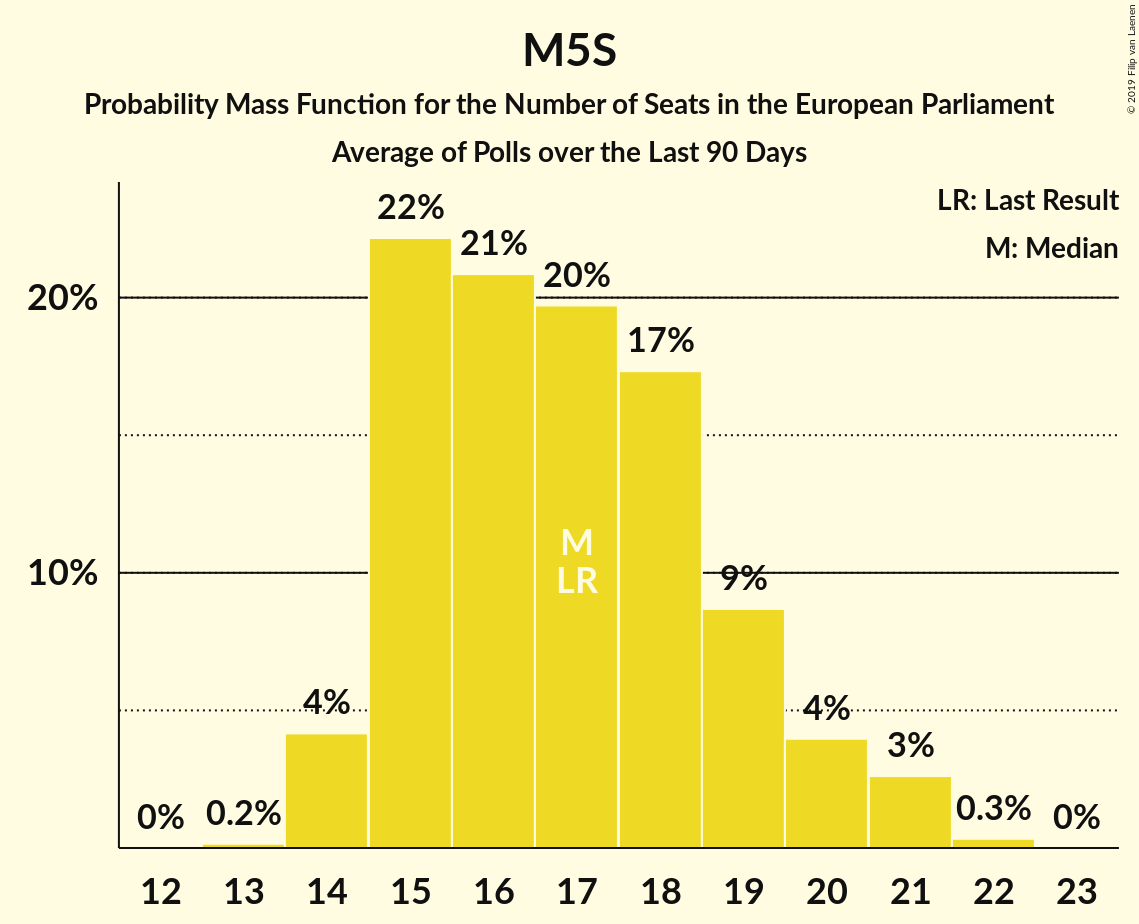 M5S
Probability Mass Function for the Number of Seats in the European Parliament
Average of Polls over the Last 90 Days
© 2019 Filip van Laenen
LR: Last Result
M: Median
22%
21%
20%
20%
17%
M
LR
10%
9%
4%
4%
3%
0%
0.2%
0.3%
0%
12 13 14 15 16 17 18 19 20 21 22 23